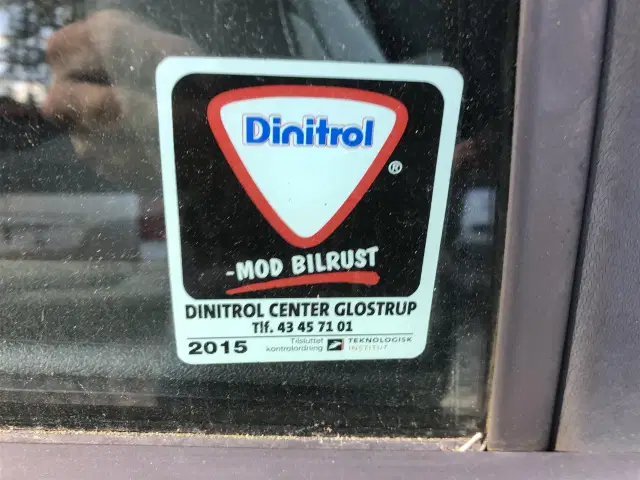 Dinitrol
®
-MOD BILRUST
DINITROL CENTER GLOSTRUP
Tlf. 43 45 71 01
2015
Tilsluttet
kontrolordning
TEKNOLOGISK
INSTITUT